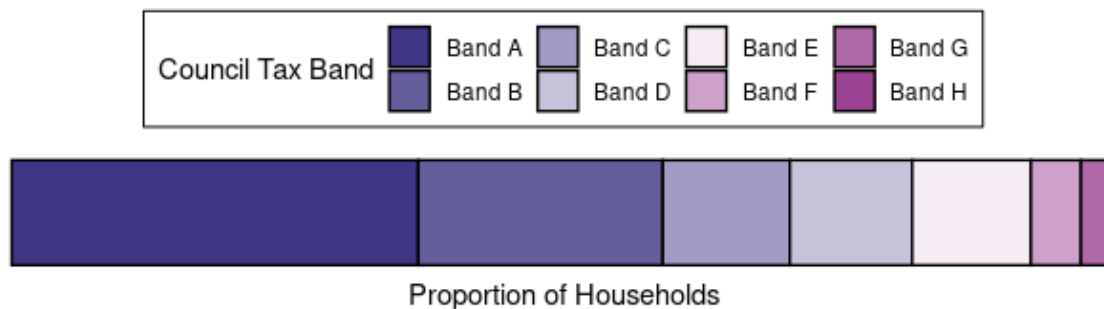 Council Tax Band
Band A Band C Band E Band G
Band B Band D Band F Band H
Proportion of Households